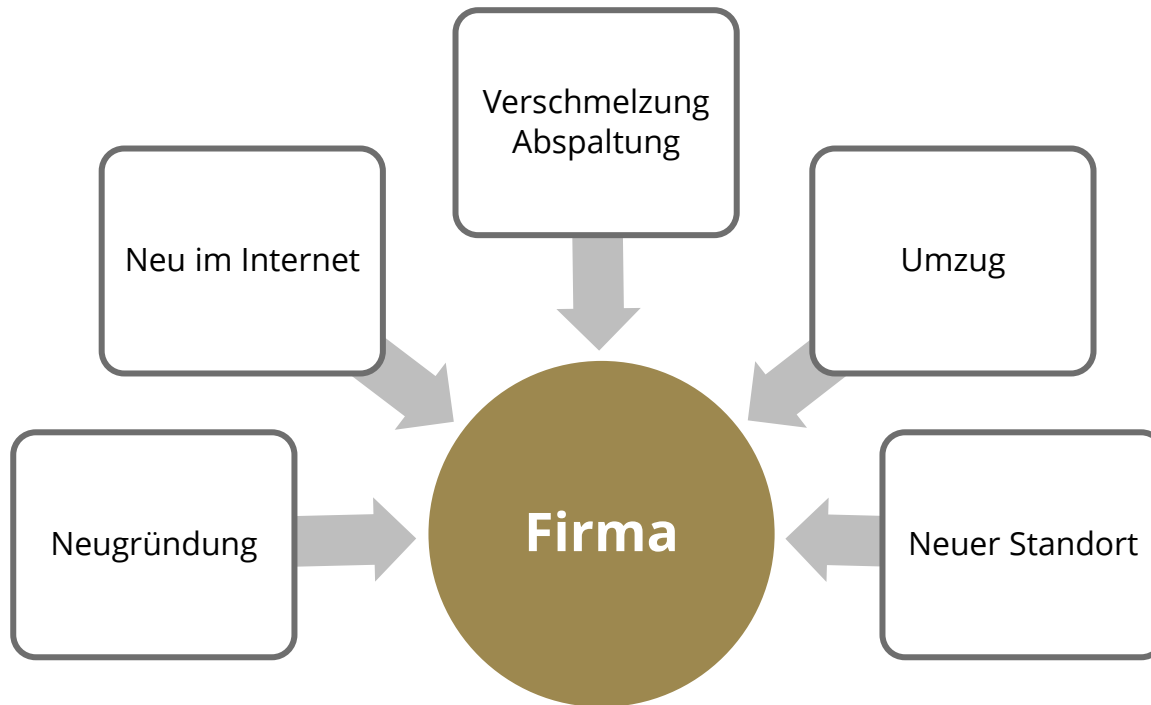 Verschmelzung
Abspaltung
Neu im Internet
Umzug
Neugründung
Firma
Neuer Standort